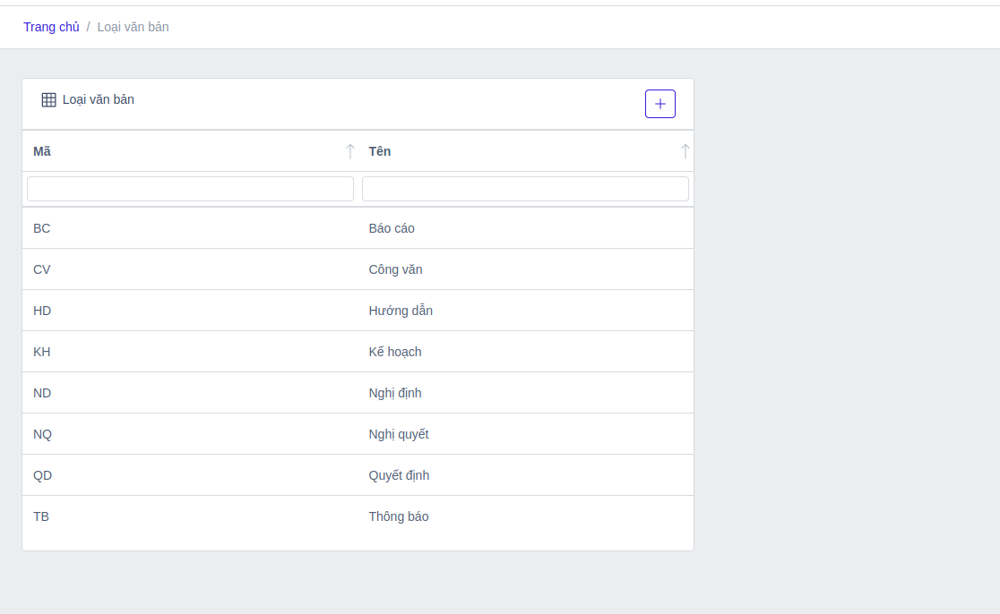 Trang chủ / Loại văn bản
Loại văn bản
Mã Tên
BC Báo cáo
CV Công văn
HD Hướng dẫn
KH Kế hoạch
ND Nghị định
NQ Nghị quyết
QD Quyết định
TB Thông báo